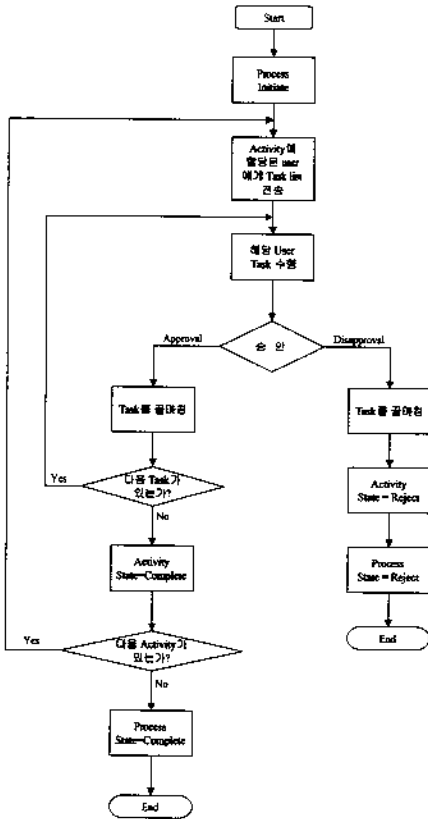 Start
Process
Initiate
Activity에
할당된 user
에게 Task list
전송
해당 User
Task 수행
승 인
Approval
Disapproval
Task를 끝마침
Task를 끝마침
다음 Task가
있는가?
Yes
No
Activity
State = Reject
Activity
State=Complete
Process
State = Reject
다음 Activity가
있는가?
Yes
No
End
Process
State=Complete
End